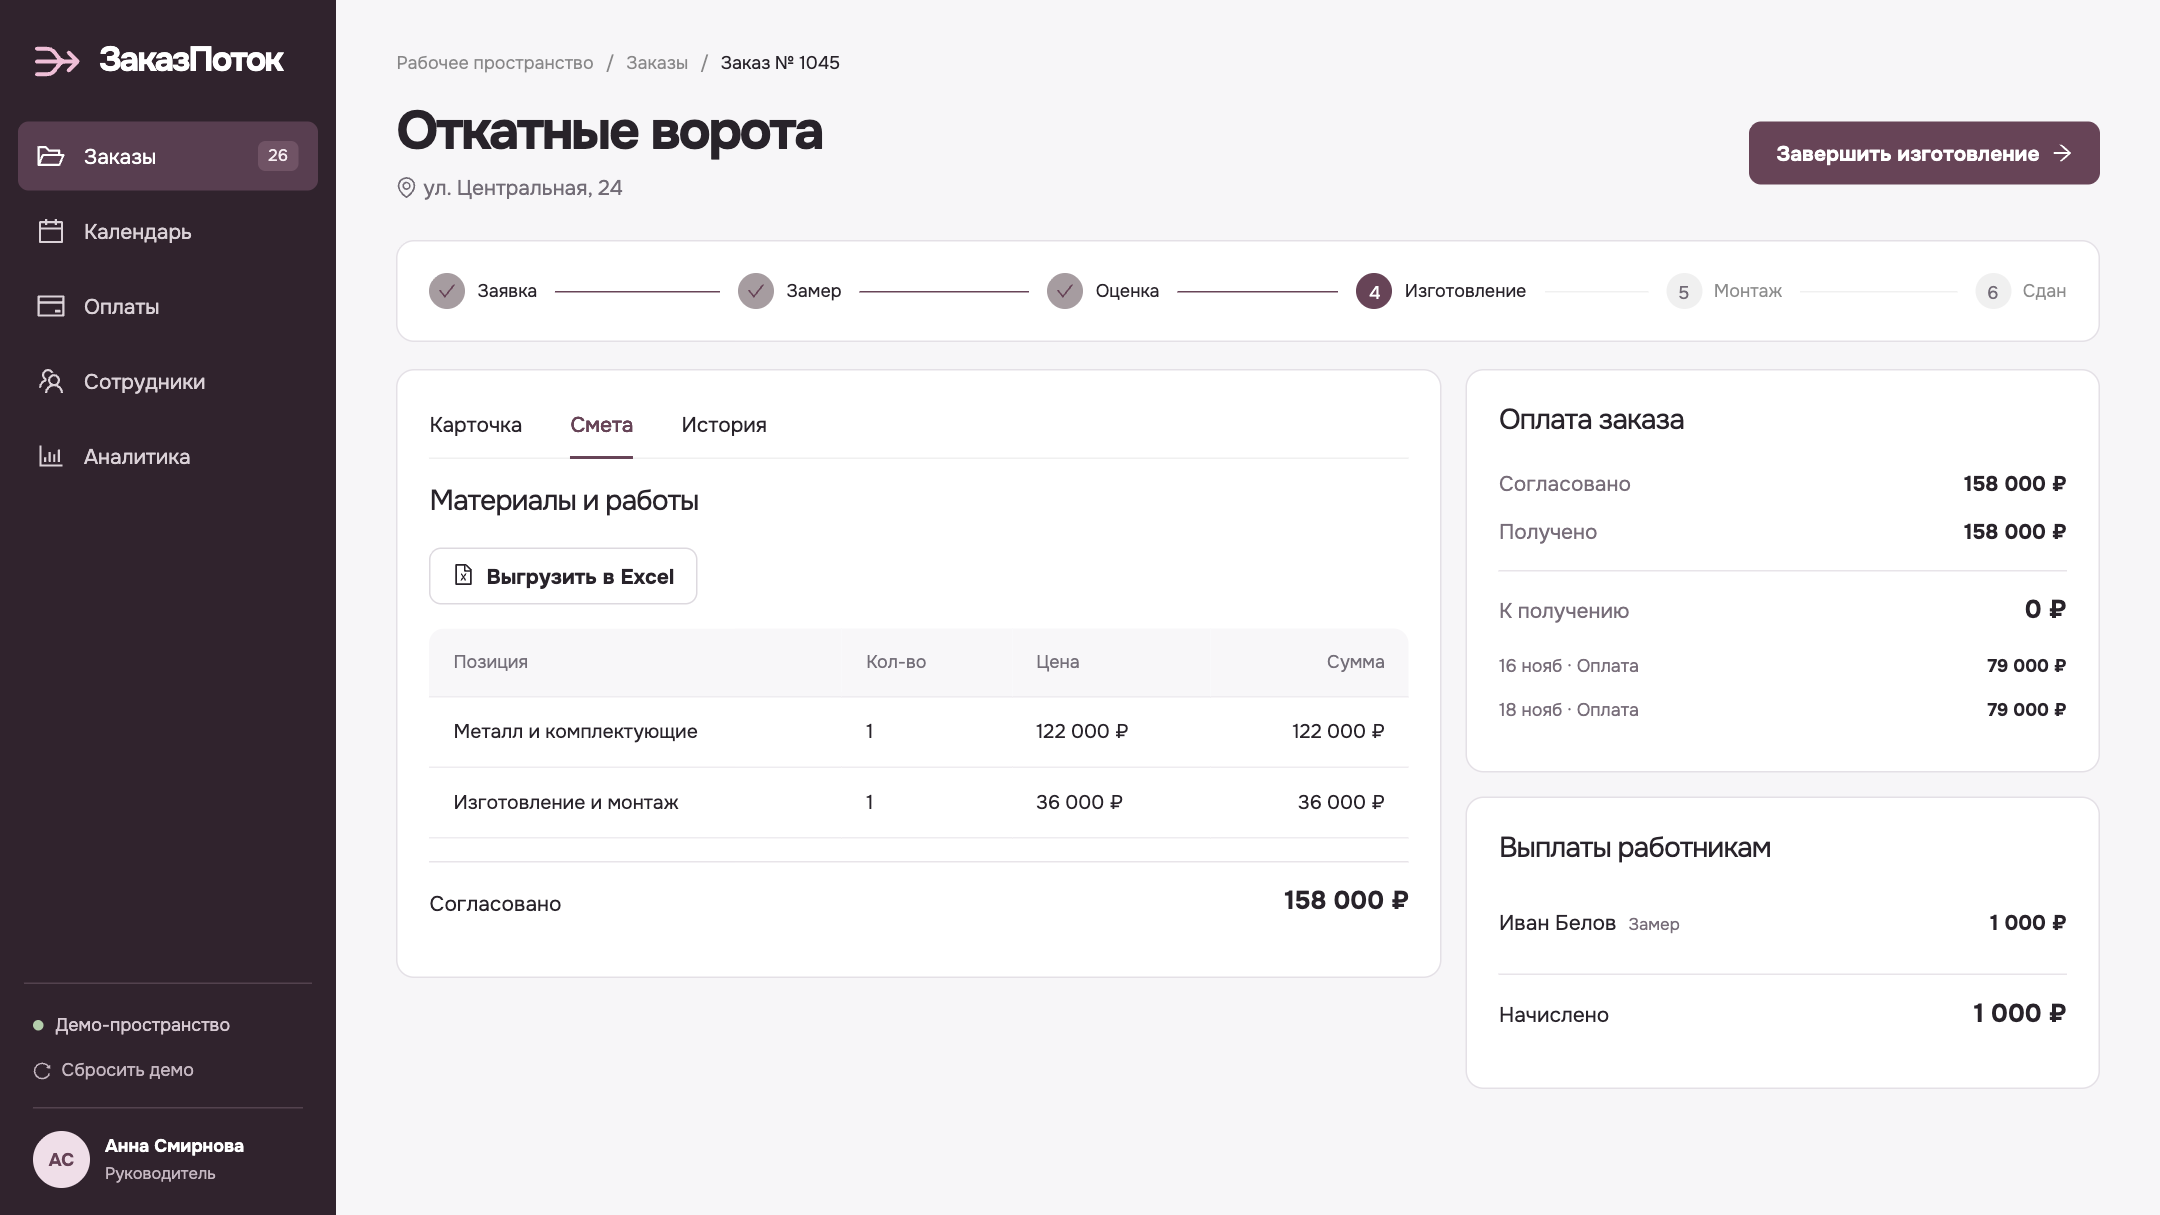 ЗаказПоток
Заказы 26
Календарь
Оплаты
Сотрудники
Аналитика
Демо-пространство
Сбросить демо
АС
Анна Смирнова
Руководитель
Рабочее пространство / Заказы / Заказ № 1045
Откатные ворота
ул. Центральная, 24
Завершить изготовление
Заявка
Замер
Оценка
4 Изготовление
5 Монтаж
6 Сдан
Карточка Смета История
Материалы и работы
Выгрузить в Excel
Позиция Кол-во Цена Сумма
Металл и комплектующие 1 122 000 ₽ 122 000 ₽
Изготовление и монтаж 1 36 000 ₽ 36 000 ₽
Согласовано 158 000 ₽
Оплата заказа
Согласовано 158 000 ₽
Получено 158 000 ₽
К получению 0 ₽
16 нояб · Оплата 79 000 ₽
18 нояб · Оплата 79 000 ₽
Выплаты работникам
Иван Белов Замер 1 000 ₽
Начислено 1 000 ₽